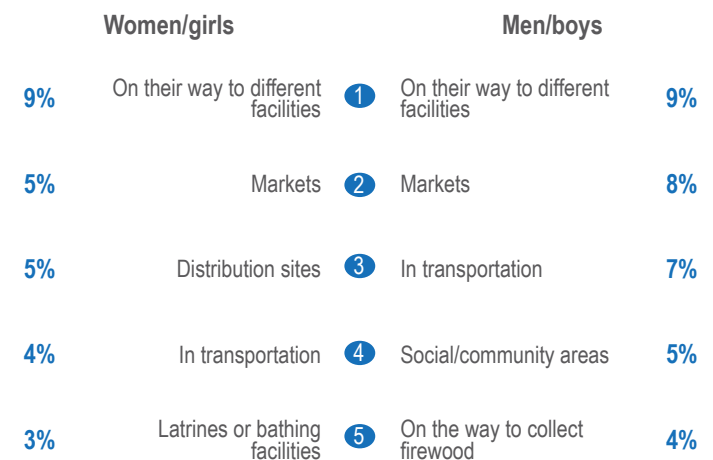 Women/girls Men/boys
9% On their way to different facilities 1 On their way to different facilities 9%
5% Markets 2 Markets 8%
5% Distribution sites 3 In transportation 7%
4% In transportation 4 Social/community areas 5%
3% Latrines or bathing facilities 5 On the way to collect firewood 4%